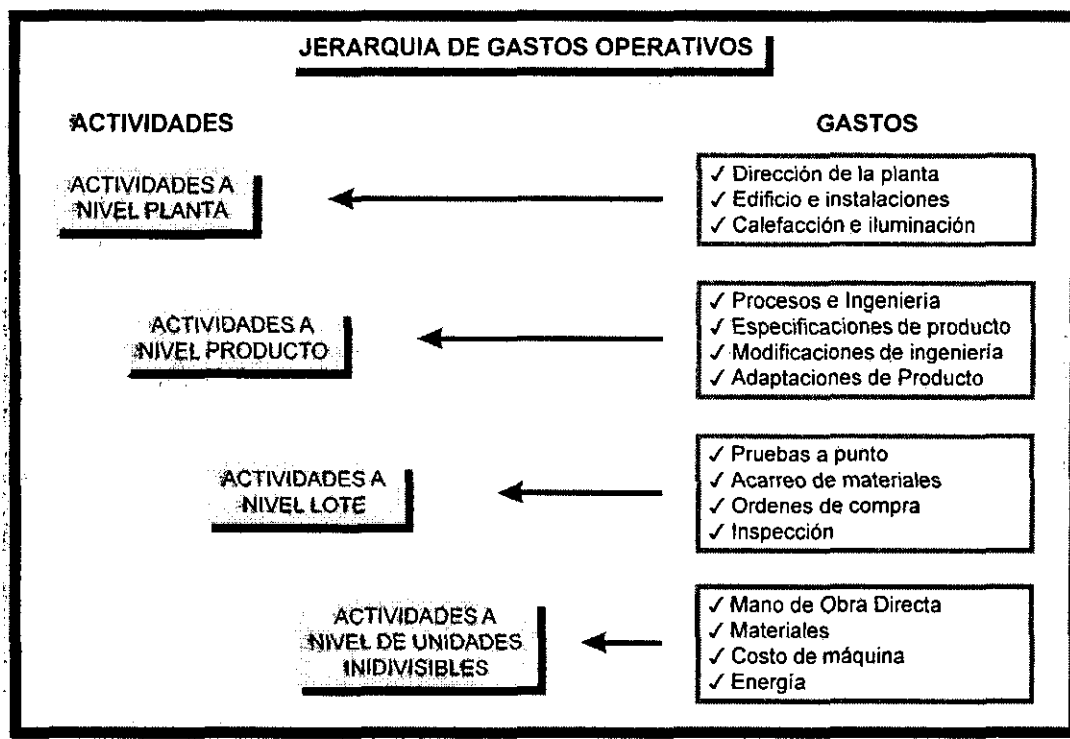 JERARQUIA DE GASTOS OPERATIVOS
ACTIVIDADES
GASTOS
ACTIVIDADES A
NIVEL PLANTA
✓ Dirección de la planta
✓ Edificio e instalaciones
✓ Calefacción e iluminación
ACTIVIDADES A
NIVEL PRODUCTO
✓ Procesos e Ingenieria
✓ Especificaciones de producto
✓ Modificaciones de ingeniería
✓ Adaptaciones de Producto
ACTIVIDADES A
NIVEL LOTE
✓ Pruebas a punto
✓ Acarreo de materiales
✓ Ordenes de compra
✓ Inspección
ACTIVIDADES A
NIVEL DE UNIDADES
INIDIVISIBLES
✓ Mano de Obra Directa
✓ Materiales
✓ Costo de máquina
✓ Energía